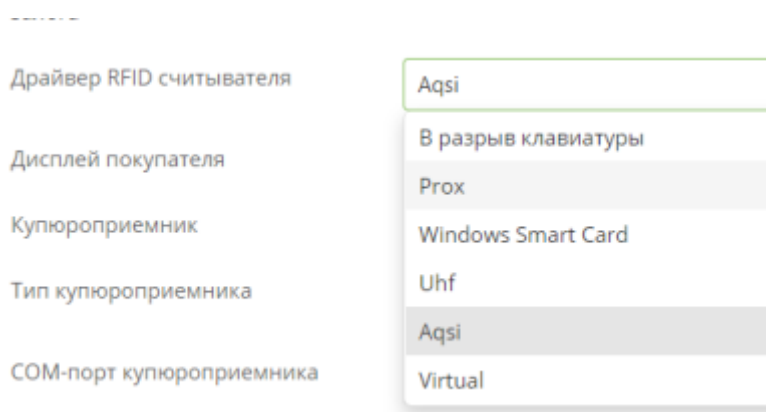 Драйвер RFID считывателя
Aqsi
В разрыв клавиатуры
Дисплей покупателя
Prox
Купюроприемник
Windows Smart Card
Тип купюроприемника
Uhf
Aqsi
COM-порт купюроприемника
Virtual